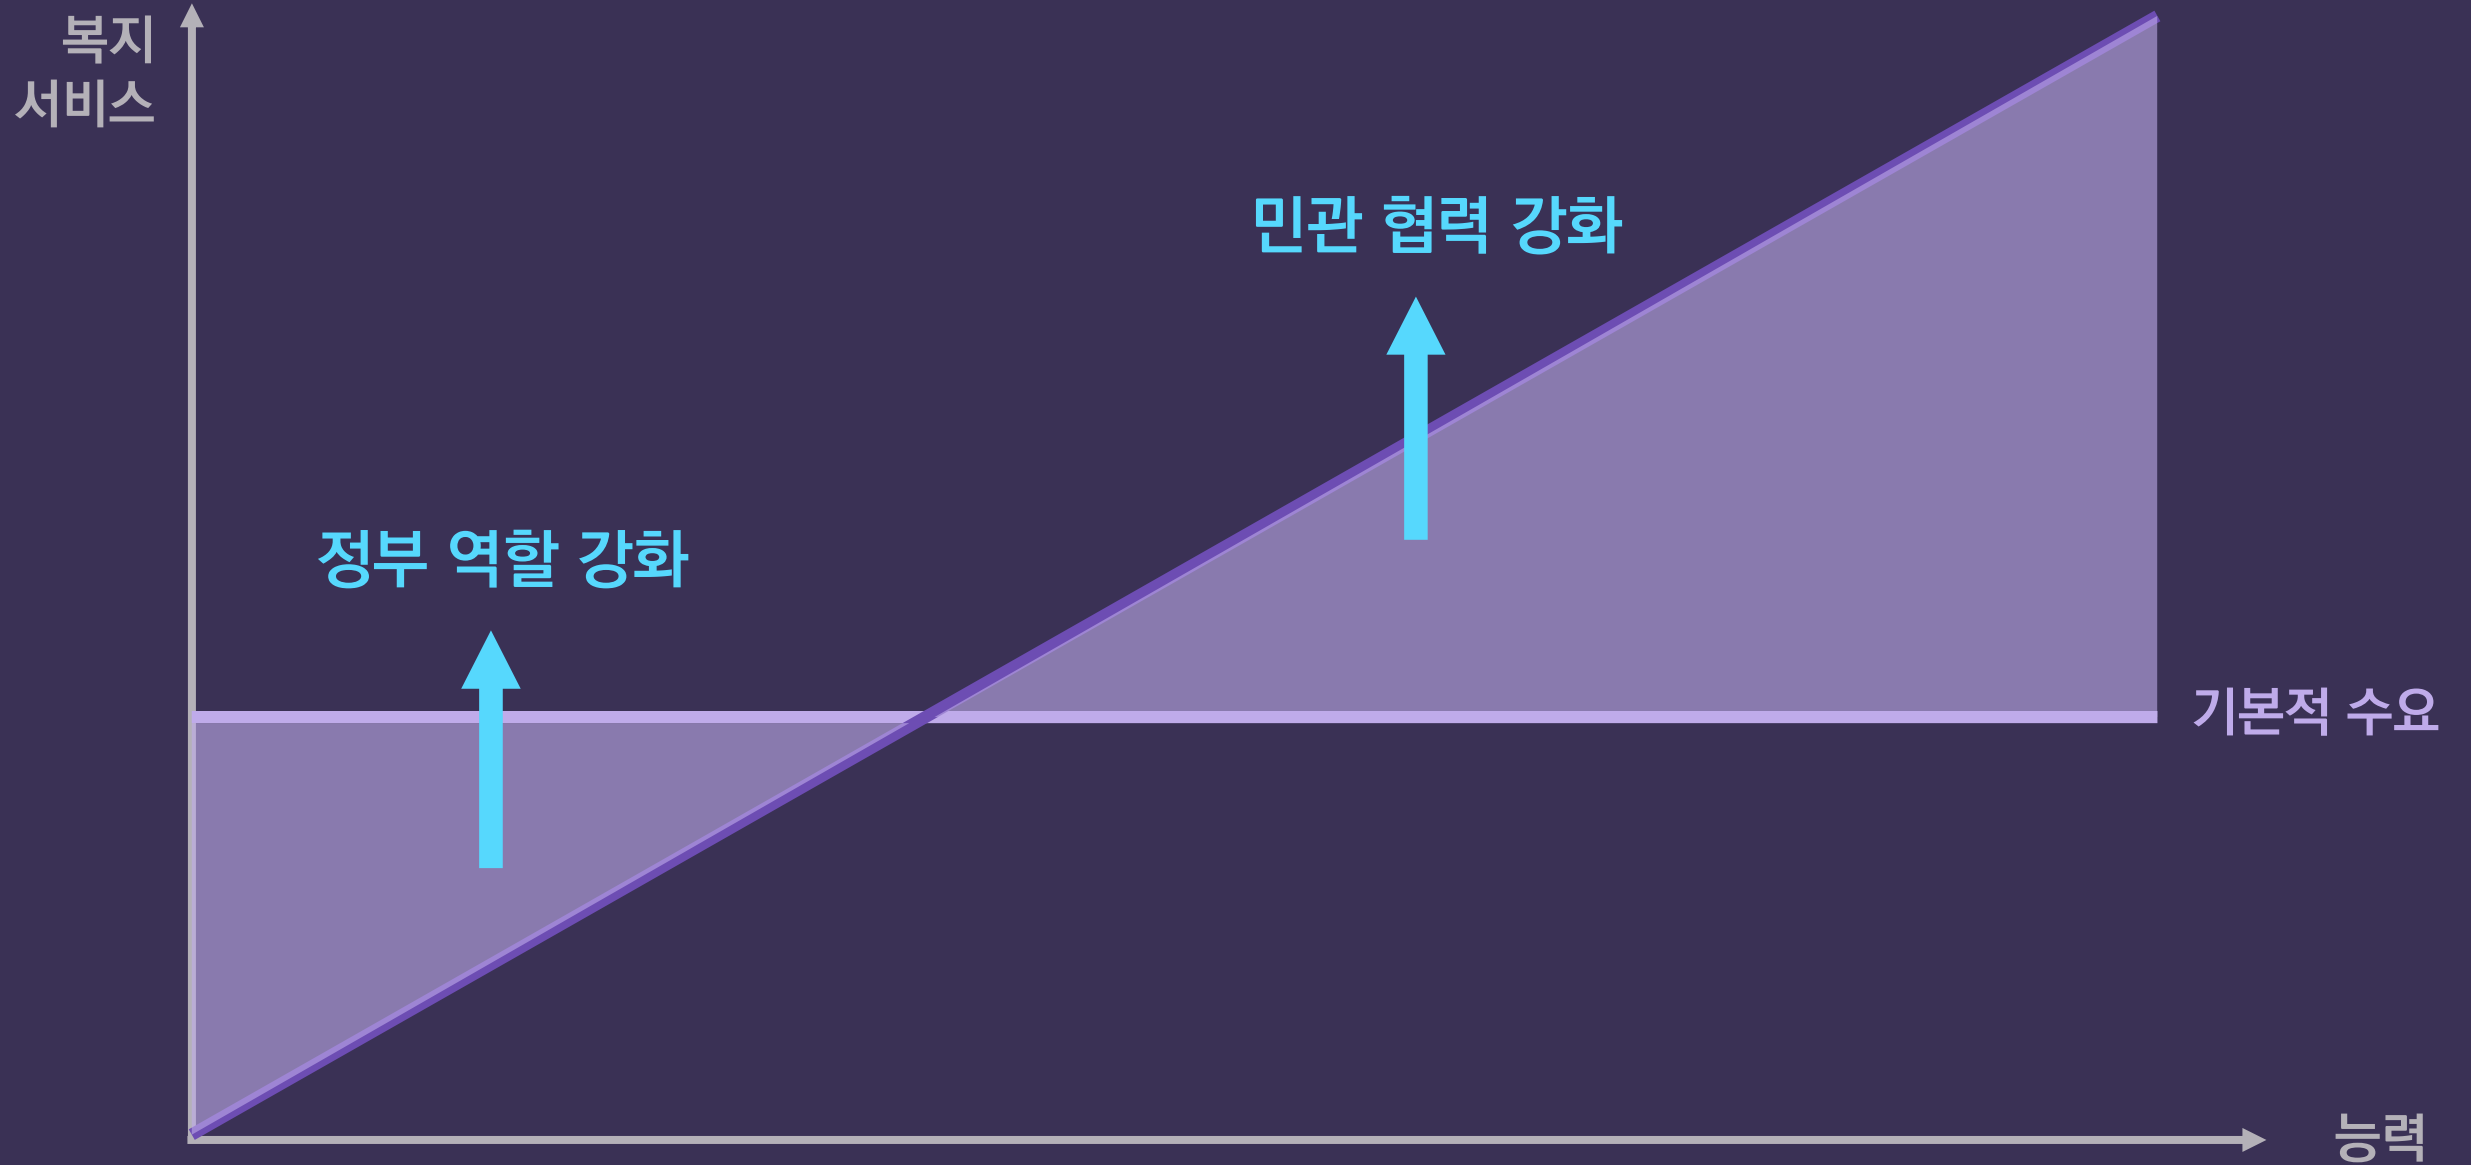 복지
서비스
민관 협력 강화
정부 역할 강화
기본적 수요
능력